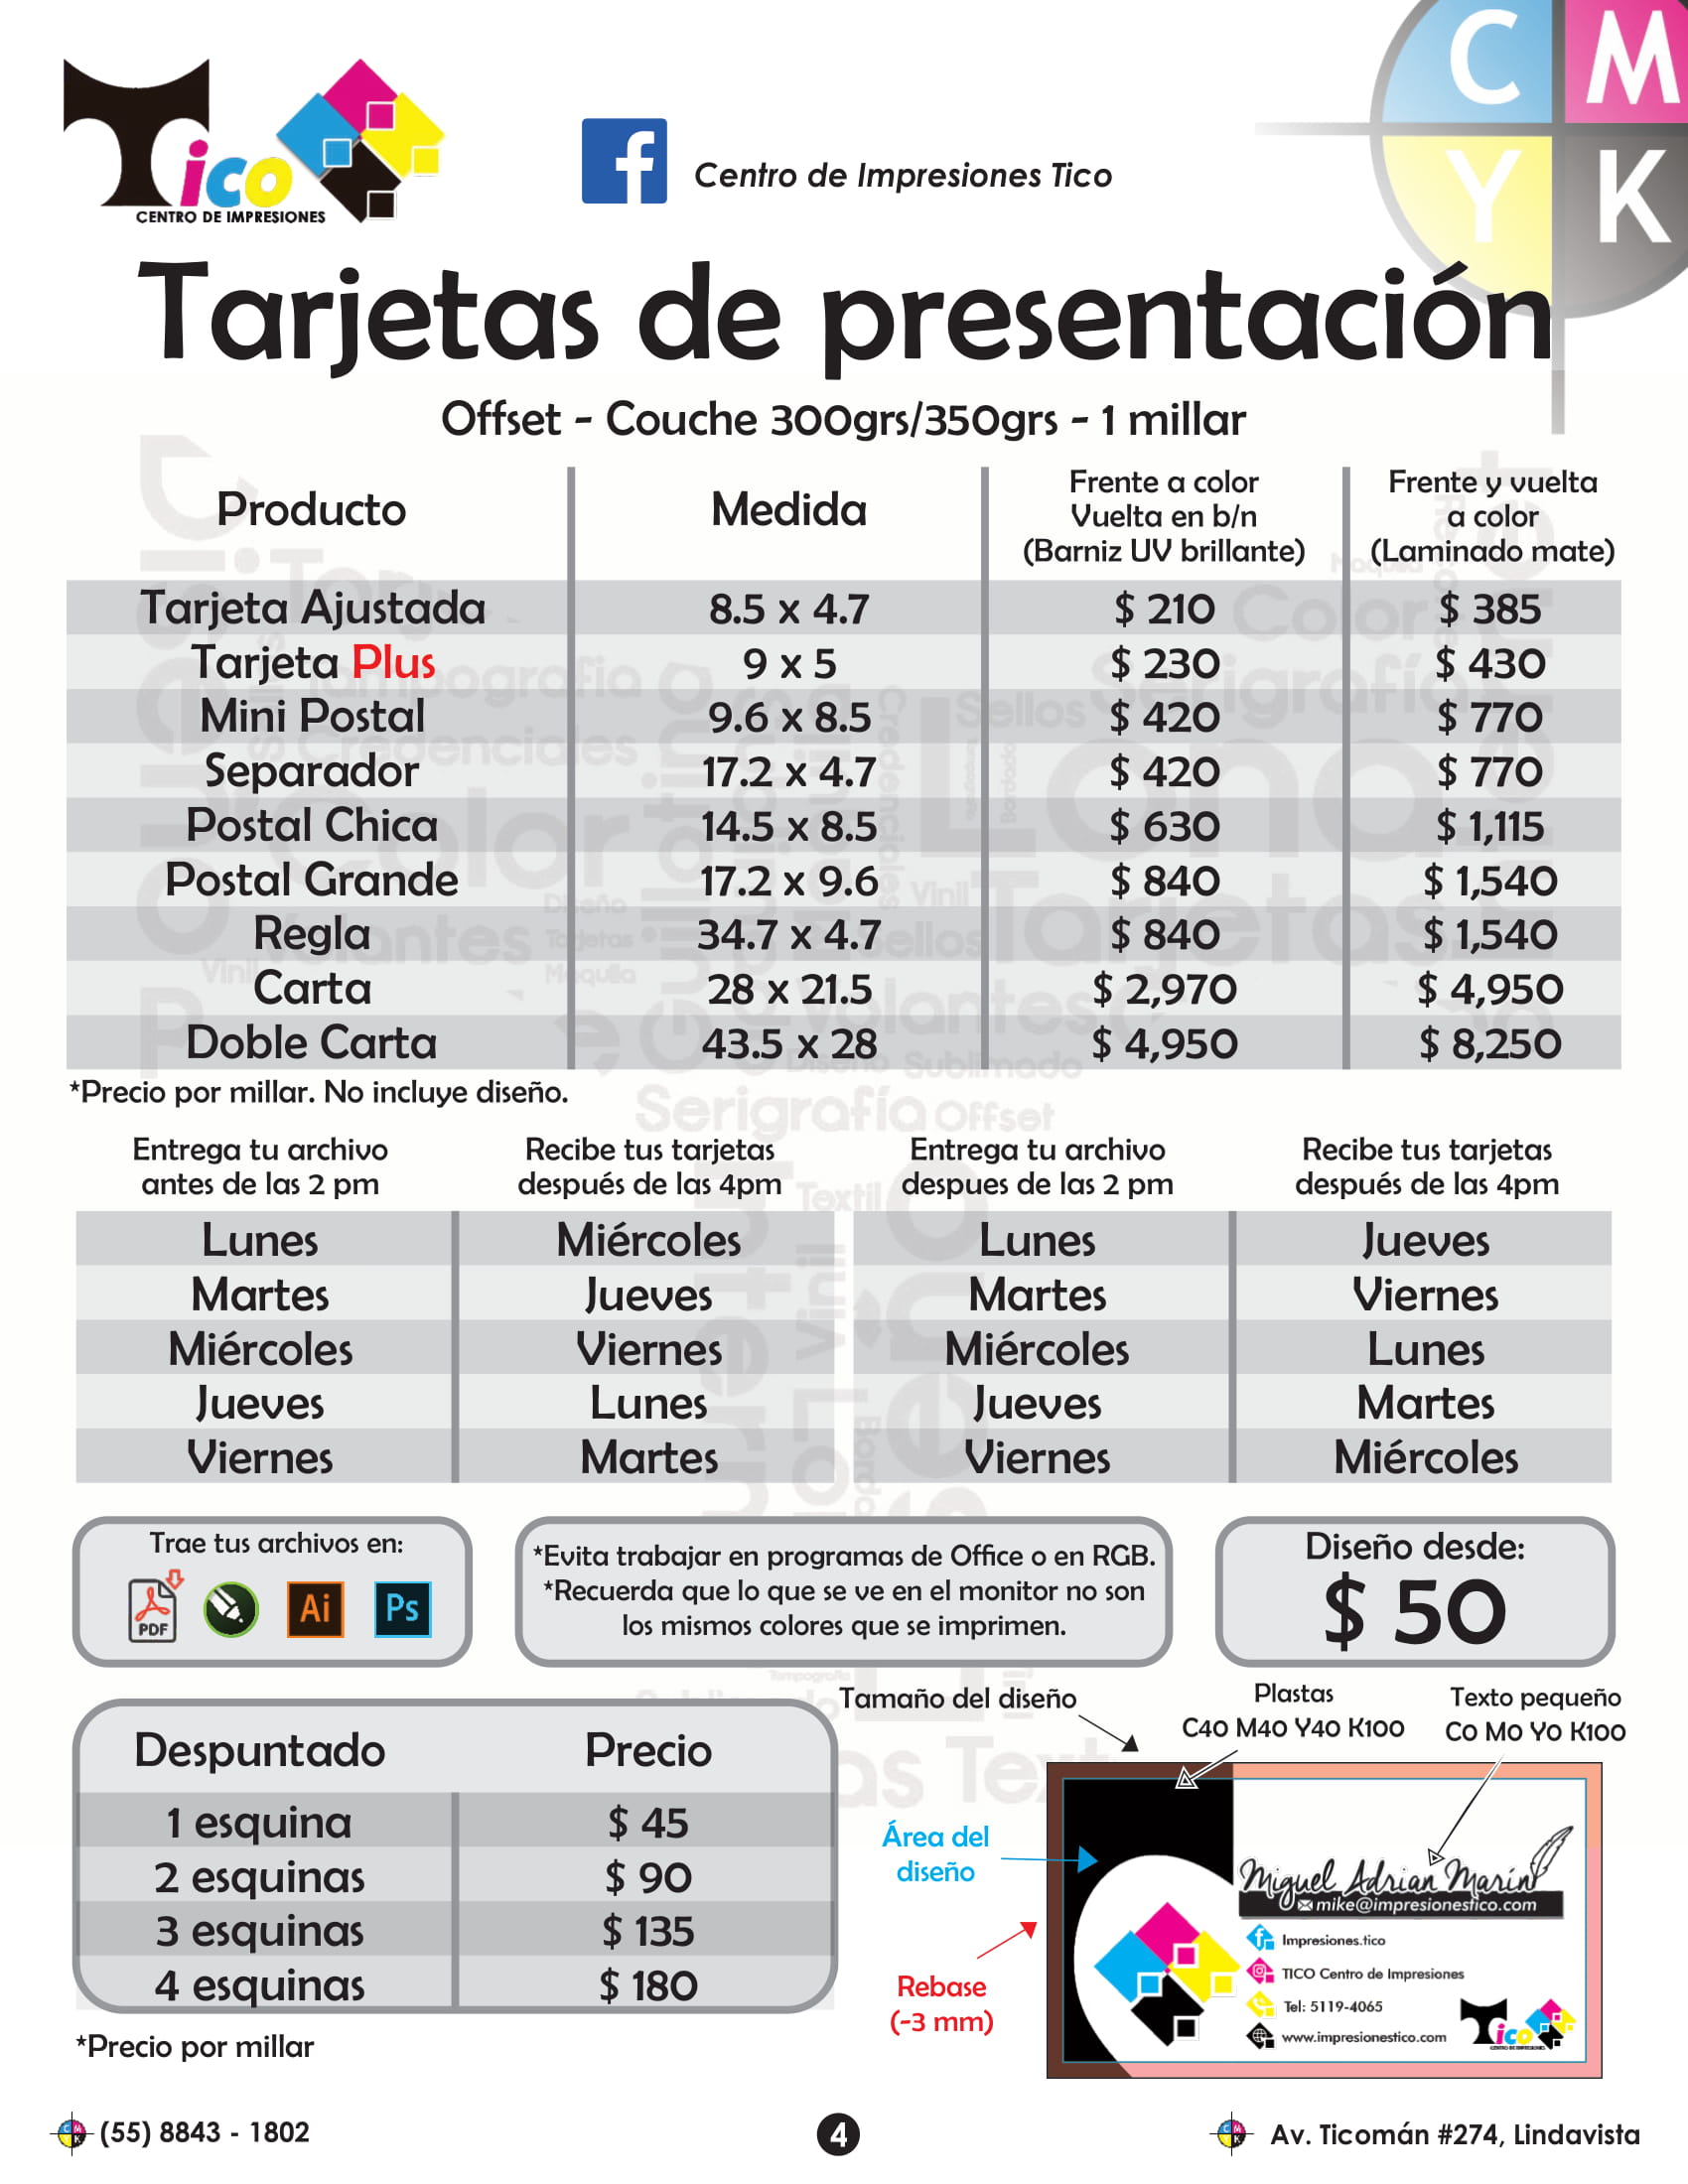 Tico
CENTRO DE IMPRESIONES
Centro de Impresiones Tico
C M
Y K
Tarjetas de presentación
Offset - Couche 300grs/350grs - 1 millar
Producto Medida Frente a color Vuelta en b/n (Barniz UV brillante) Frente y vuelta a color (Laminado mate)
Tarjeta Ajustada 8.5 x 4.7 $ 210 $ 385
Tarjeta Plus 9 x 5 $ 230 $ 430
Mini Postal 9.6 x 8.5 $ 420 $ 770
Separador 17.2 x 4.7 $ 420 $ 770
Postal Chica 14.5 x 8.5 $ 630 $ 1,115
Postal Grande 17.2 x 9.6 $ 840 $ 1,540
Regla 34.7 x 4.7 $ 840 $ 1,540
Carta 28 x 21.5 $ 2,970 $ 4,950
Doble Carta 43.5 x 28 $ 4,950 $ 8,250
*Precio por millar. No incluye diseño.
Entrega tu archivo antes de las 2 pm Recibe tus tarjetas después de las 4pm Entrega tu archivo despues de las 2 pm Recibe tus tarjetas después de las 4pm
Lunes Miércoles Lunes Jueves
Martes Jueves Martes Viernes
Miércoles Viernes Miércoles Lunes
Jueves Lunes Jueves Martes
Viernes Martes Viernes Miércoles
Trae tus archivos en:
PDF Ai Ps
*Evita trabajar en programas de Office o en RGB.
*Recuerda que lo que se ve en el monitor no son
los mismos colores que se imprimen.
Diseño desde:
$ 50
Despuntado Precio
1 esquina $ 45
2 esquinas $ 90
3 esquinas $ 135
4 esquinas $ 180
*Precio por millar
Tamaño del diseño
Plastas
C40 M40 Y40 K100
Texto pequeño
C0 M0 Y0 K100
Área del
diseño
Rebase
(-3 mm)
Miguel Adrian Marín
mike@impresionestico.com
Impresiones.tico
TICO Centro de Impresiones
Tel: 5119-4065
www.impresionestico.com
Tico
CENTRO DE IMPRESIONES
(55) 8843 - 1802
4
Av. Ticomán #274, Lindavista